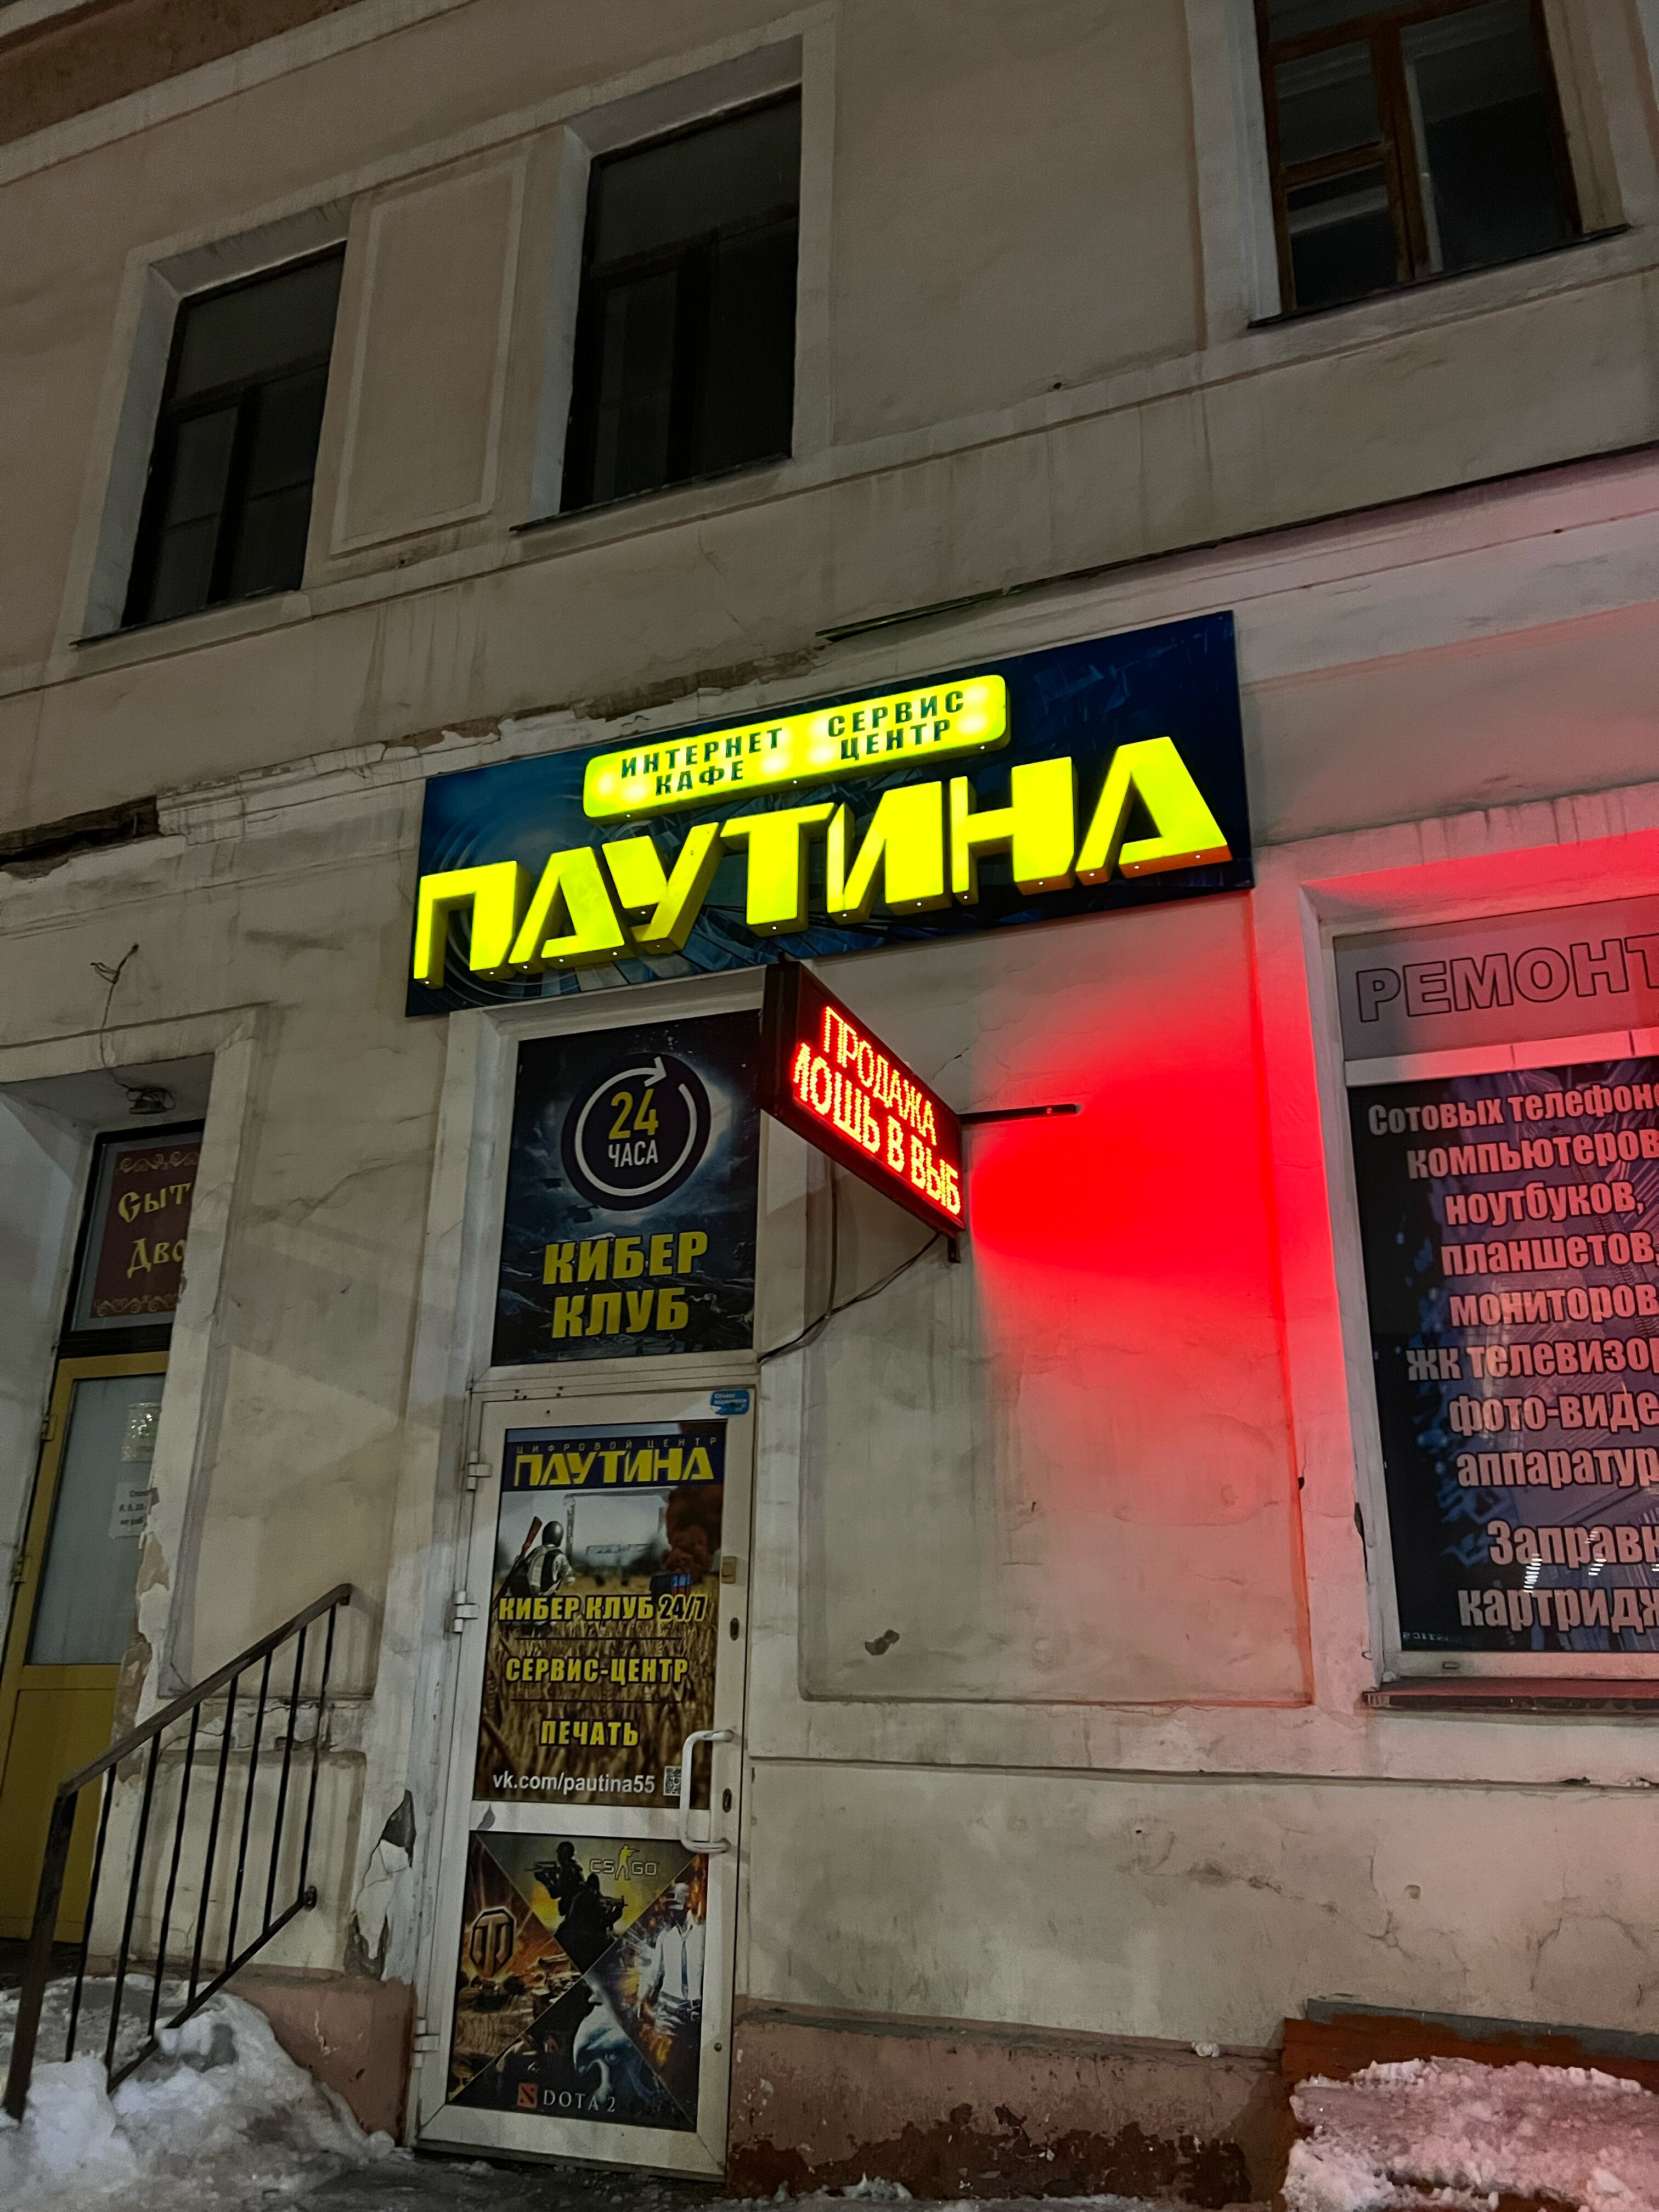 ИНТЕРНЕТ
КАФЕ
СЕРВИС
ЦЕНТР
ПАУТИНА
ПРОДАЖА
ОЩЬ В ВЫБ
24
ЧАСА
КИБЕР
КЛУБ
СЫТ
ДВО
РЕМОНТ
Сотовых телефоно
компьютеров
ноутбуков,
планшетов,
мониторов
жк телевизо
фото-виде
аппаратур
Заправк
картридж
ЦИФРОВОЙ ЦЕНТР
ПАУТИНА
КИБЕР КЛУБ 24/7
СЕРВИС-ЦЕНТР
ПЕЧАТЬ
vk.com/pautina55
CS GO
DOTA 2